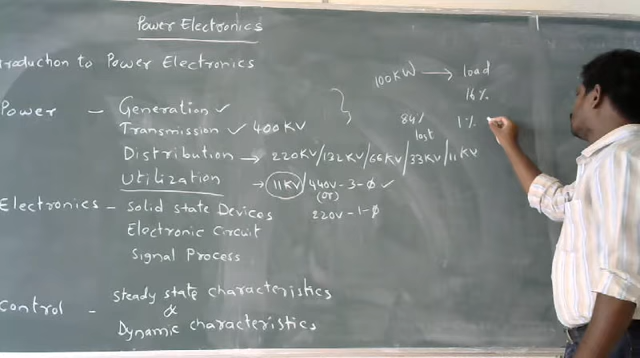 Power Electronics
roduction to Power Electronics
100KW → load
16%
Power - Generation ✓
84% lost
1%
Transmission ✓ 400KV
Distribution → 220KV/132KV/66KV/33KV/11KV
Utilization → 11KV/440V-3-Φ ✓
(or)
220V-1-Φ
Electronics - Solid state Devices
Electronic Circuit
Signal Process
Control - Steady state characteristics
&
Dynamic characteristics